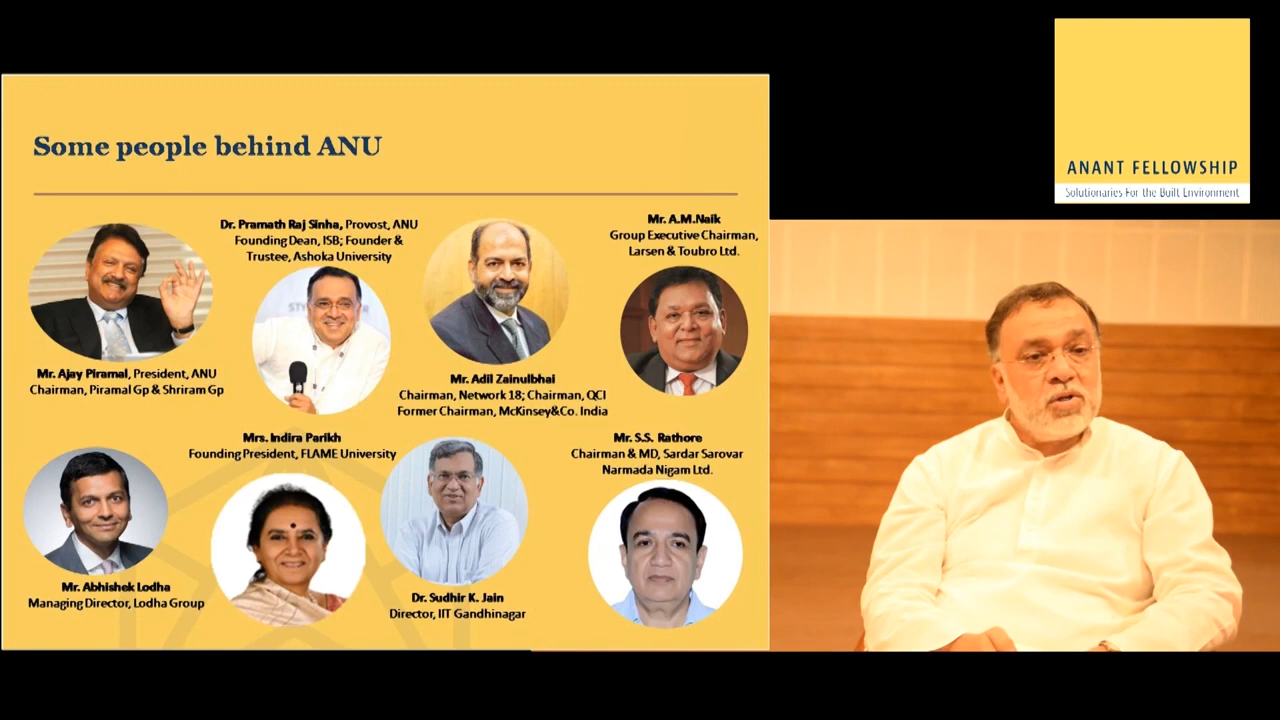 Some people behind ANU
Mr. Ajay Piramal, President, ANU
Chairman, Piramal Gp & Shriram Gp
Dr. Pramath Raj Sinha, Provost, ANU
Founding Dean, ISB; Founder &
Trustee, Ashoka University
Mr. Adil Zainulbhai
Chairman, Network 18; Chairman, QCI
Former Chairman, McKinsey&Co. India
Mr. A.M.Naik
Group Executive Chairman,
Larsen & Toubro Ltd.
Mr. Abhishek Lodha
Managing Director, Lodha Group
Mrs. Indira Parikh
Founding President, FLAME University
Dr. Sudhir K. Jain
Director, IIT Gandhinagar
Mr. S.S. Rathore
Chairman & MD, Sardar Sarovar
Narmada Nigam Ltd.
ANANT FELLOWSHIP
Solutionaries For the Built Environment